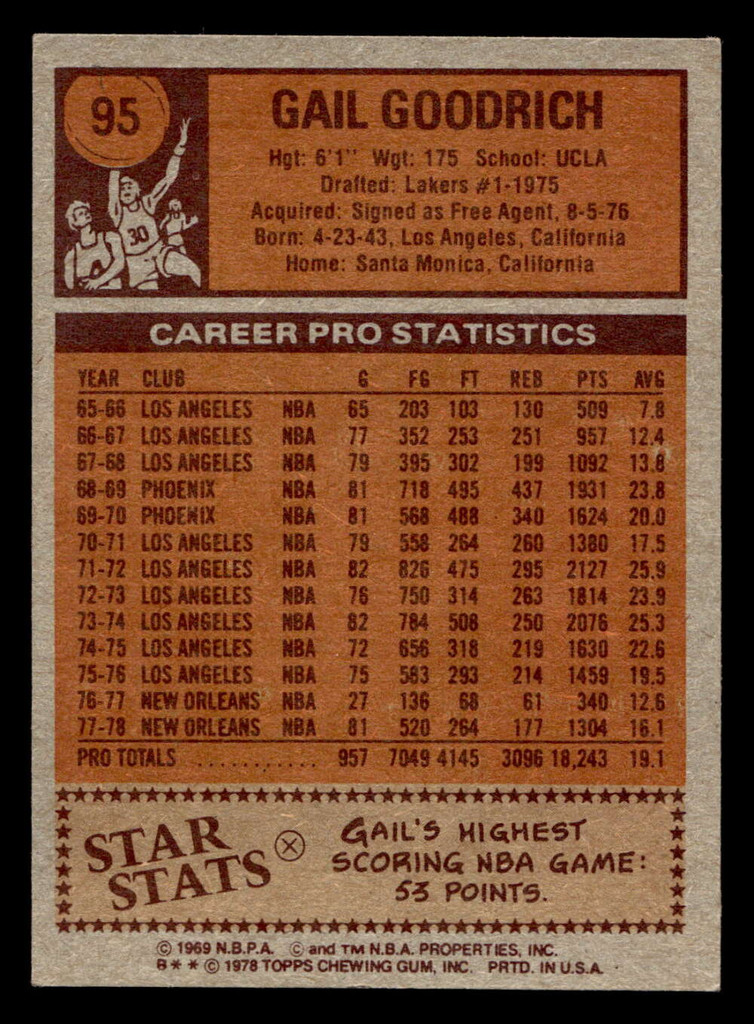 95
GAIL GOODRICH
Hgt: 6'1" Wgt: 175 School: UCLA
Drafted: Lakers #1-1975
Acquired: Signed as Free Agent, 8-5-76
Born: 4-23-43, Los Angeles, California
Home: Santa Monica, California
30
CAREER PRO STATISTICS
YEAR CLUB G FG FT REB PTS AVG
65-66 LOS ANGELES NBA 65 203 103 130 509 7.8
66-67 LOS ANGELES NBA 77 352 253 251 957 12.4
67-68 LOS ANGELES NBA 79 395 302 199 1092 13.8
68-69 PHOENIX NBA 81 718 495 437 1931 23.8
69-70 PHOENIX NBA 81 568 488 340 1624 20.0
70-71 LOS ANGELES NBA 79 558 264 260 1380 17.5
71-72 LOS ANGELES NBA 82 826 475 295 2127 25.9
72-73 LOS ANGELES NBA 76 750 314 263 1814 23.9
73-74 LOS ANGELES NBA 82 784 508 250 2076 25.3
74-75 LOS ANGELES NBA 72 656 318 219 1630 22.6
75-76 LOS ANGELES NBA 75 583 293 214 1459 19.5
76-77 NEW ORLEANS NBA 27 136 68 61 340 12.6
77-78 NEW ORLEANS NBA 81 520 264 177 1304 16.1
PRO TOTALS ........... 957 7049 4145 3096 18,243 19.1
STAR STATS
GAIL'S HIGHEST
SCORING NBA GAME:
53 POINTS.
© 1969 N.B.P.A. © and TM N.B.A. PROPERTIES, INC.
B * * © 1978 TOPPS CHEWING GUM, INC. PRTD. IN U.S.A.